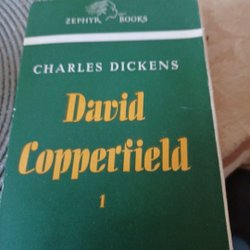 ZEPHYR BOOKS
CHARLES DICKENS
David
Copperfield
1